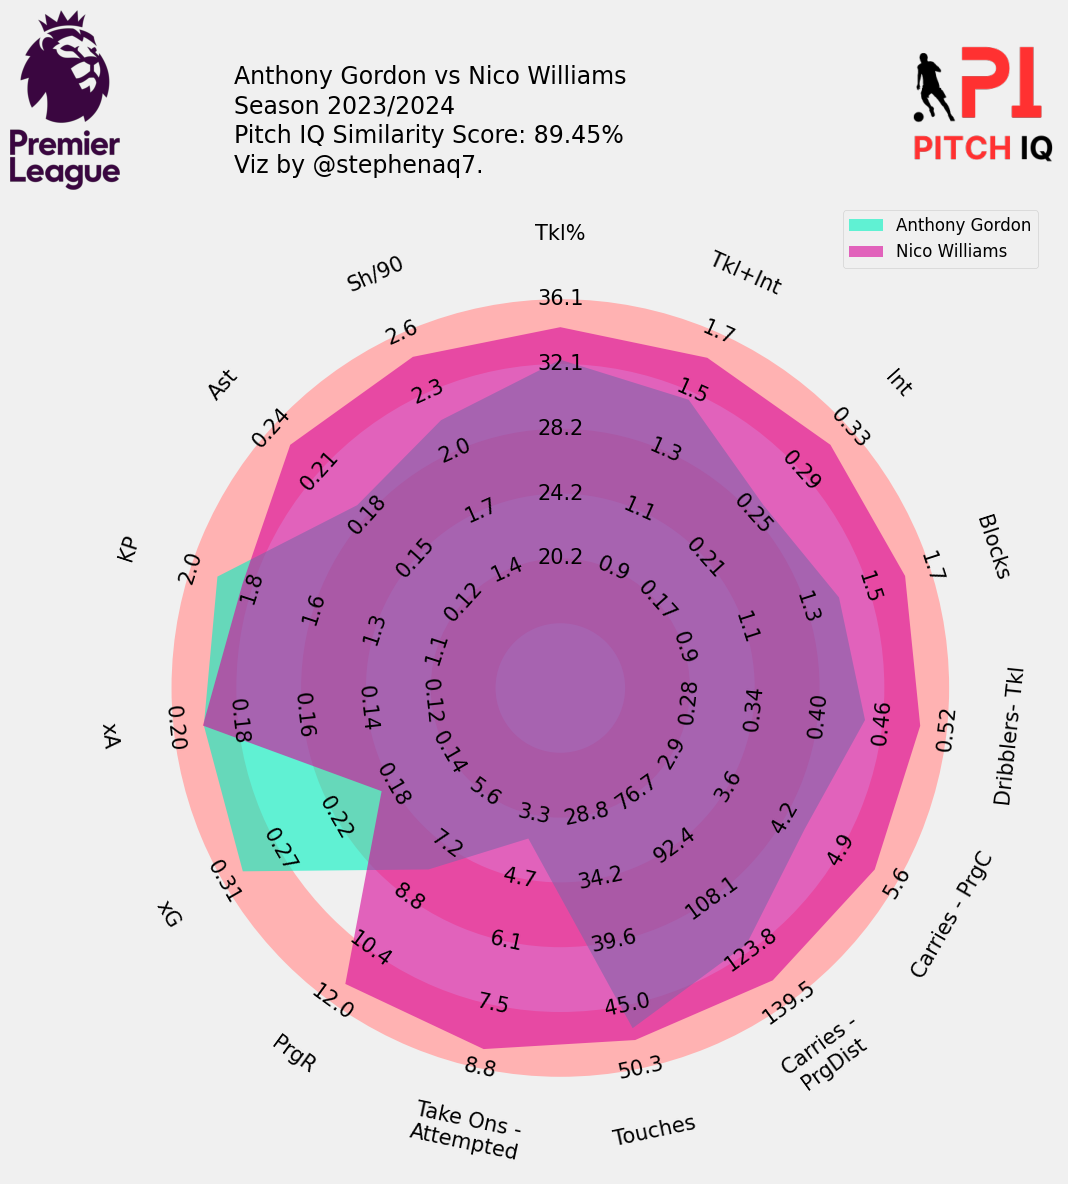 Premier
League
Anthony Gordon vs Nico Williams
Season 2023/2024
Pitch IQ Similarity Score: 89.45%
Viz by @stephenaq7.
PI
PITCH IQ
Anthony Gordon
Nico Williams
Tkl%
36.1
32.1
28.2
24.2
20.2
Tkl+Int
1.7
1.5
1.3
1.1
0.9
Int
0.33
0.29
0.25
0.21
0.17
Blocks
1.7
1.5
1.3
1.1
0.9
Dribblers- Tkl
0.52
0.46
0.40
0.34
0.28
Carries - PrgC
5.6
4.9
4.2
3.6
2.9
Carries -
PrgDist
139.5
123.8
108.1
92.4
76.7
Touches
50.3
45.0
39.6
34.2
28.8
Take Ons -
Attempted
8.8
7.5
6.1
4.7
3.3
PrgR
12.0
10.4
8.8
7.2
5.6
xG
0.31
0.27
0.22
0.18
0.14
xA
0.20
0.18
0.16
0.14
0.12
KP
2.0
1.8
1.6
1.3
1.1
Ast
0.24
0.21
0.18
0.15
0.12
Sh/90
2.6
2.3
2.0
1.7
1.4